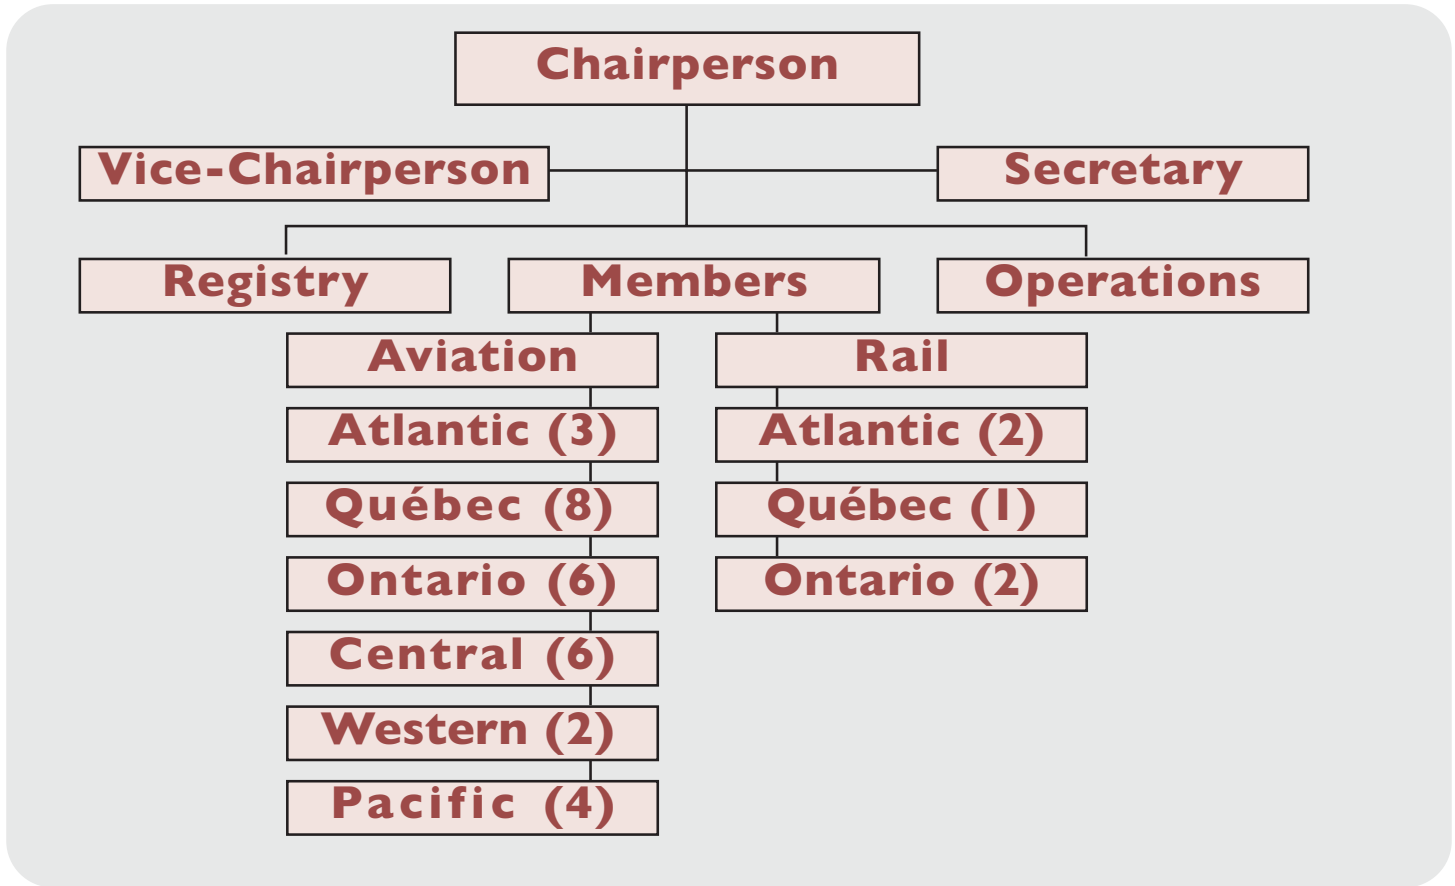 Chairperson
Vice-Chairperson
Secretary
Registry
Members
Operations
Aviation
Rail
Atlantic (3)
Atlantic (2)
Québec (8)
Québec (1)
Ontario (6)
Ontario (2)
Central (6)
Western (2)
Pacific (4)